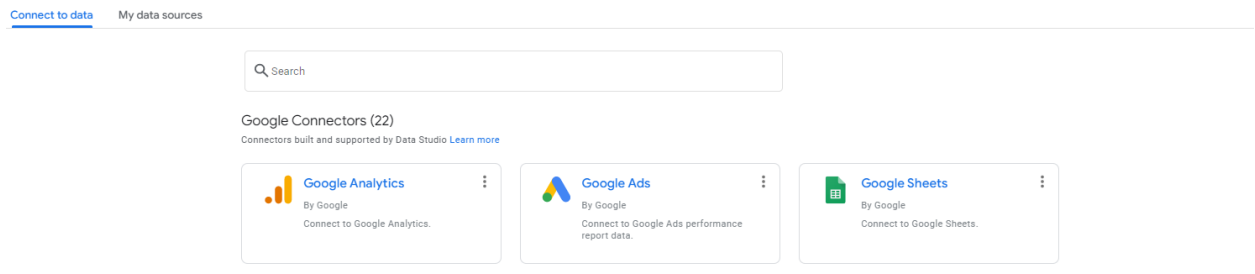 Connect to data My data sources
Search
Google Connectors (22)
Connectors built and supported by Data Studio Learn more
Google Analytics
By Google
Connect to Google Analytics.
Google Ads
By Google
Connect to Google Ads performance
report data.
Google Sheets
By Google
Connect to Google Sheets.